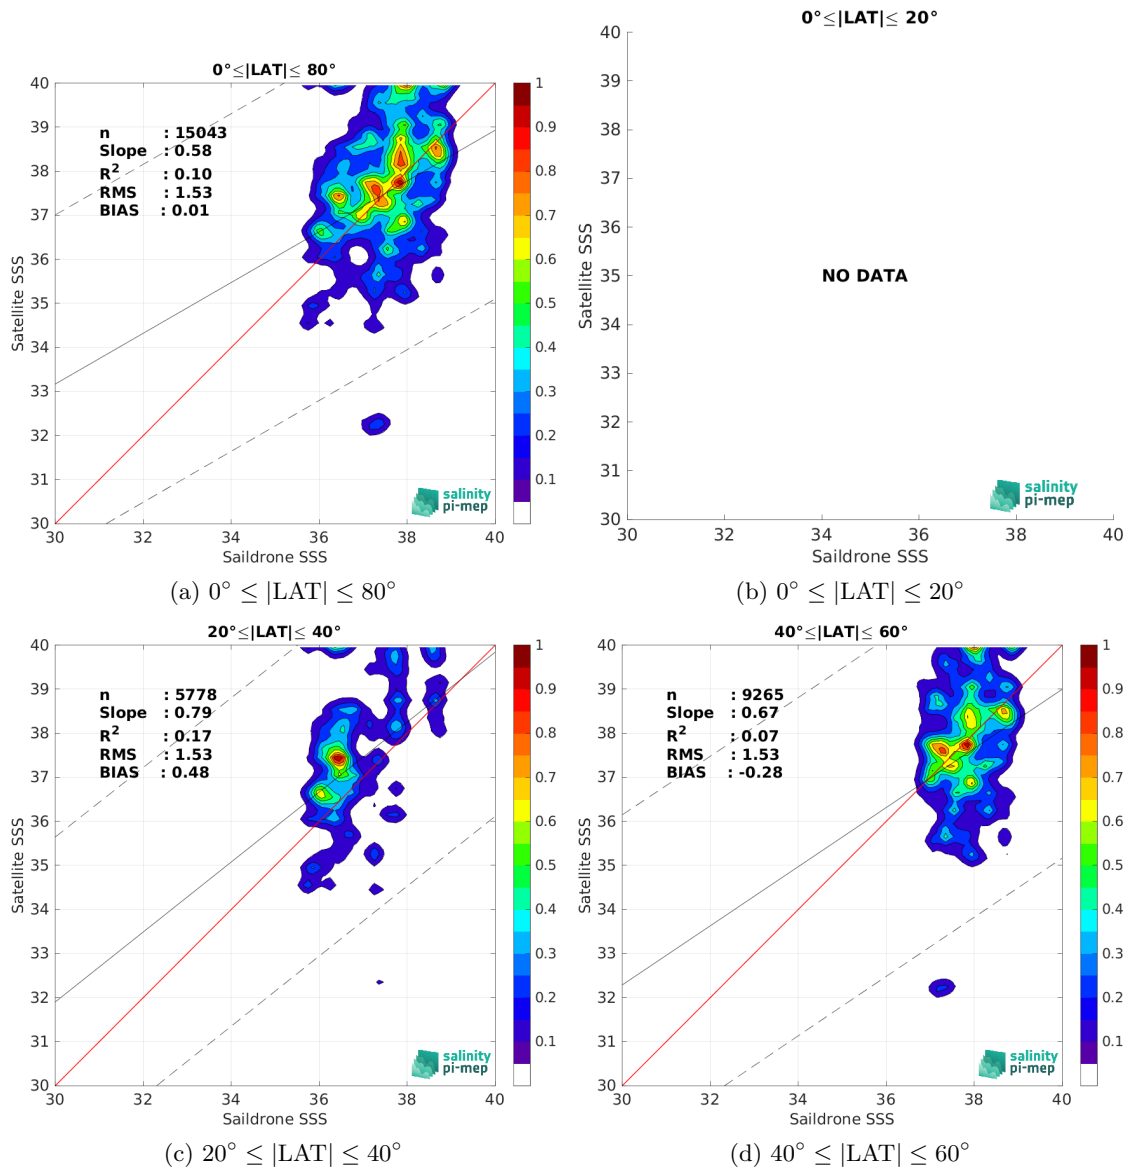 0°≤|LAT|≤ 80°
40
39
38
37
36
35
34
33
32
31
30
30 32 34 36 38 40
Satellite SSS
Saildrone SSS
n : 15043
Slope : 0.58
R² : 0.10
RMS : 1.53
BIAS : 0.01
1
0.9
0.8
0.7
0.6
0.5
0.4
0.3
0.2
0.1
salinity
pi-mep
(a) 0° ≤ |LAT| ≤ 80°
0°≤|LAT|≤ 20°
40
39
38
37
36
35
34
33
32
31
30
30 32 34 36 38 40
Satellite SSS
Saildrone SSS
NO DATA
salinity
pi-mep
(b) 0° ≤ |LAT| ≤ 20°
20°≤|LAT|≤ 40°
40
39
38
37
36
35
34
33
32
31
30
30 32 34 36 38 40
Satellite SSS
Saildrone SSS
n : 5778
Slope : 0.79
R² : 0.17
RMS : 1.53
BIAS : 0.48
1
0.9
0.8
0.7
0.6
0.5
0.4
0.3
0.2
0.1
salinity
pi-mep
(c) 20° ≤ |LAT| ≤ 40°
40°≤|LAT|≤ 60°
40
39
38
37
36
35
34
33
32
31
30
30 32 34 36 38 40
Satellite SSS
Saildrone SSS
n : 9265
Slope : 0.67
R² : 0.07
RMS : 1.53
BIAS : -0.28
1
0.9
0.8
0.7
0.6
0.5
0.4
0.3
0.2
0.1
salinity
pi-mep
(d) 40° ≤ |LAT| ≤ 60°